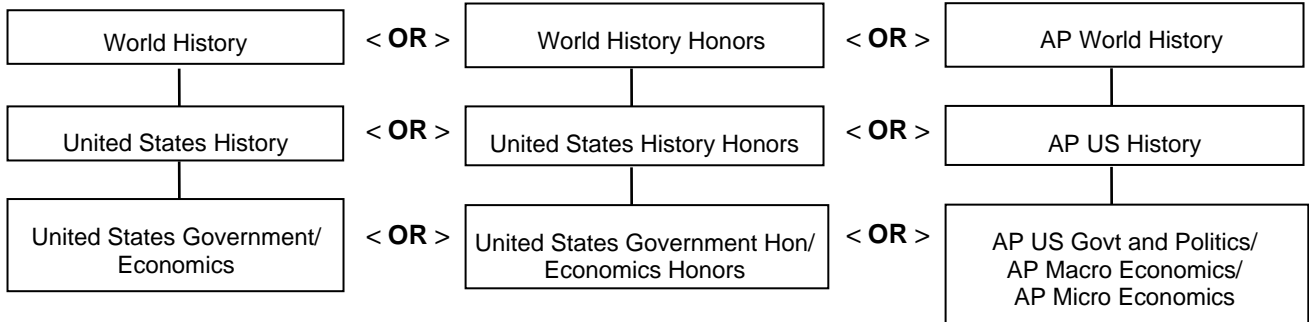 World History < OR > World History Honors < OR > AP World History
United States History < OR > United States History Honors < OR > AP US History
United States Government/
Economics
< OR >
United States Government Hon/
Economics Honors
< OR >
AP US Govt and Politics/
AP Macro Economics/
AP Micro Economics